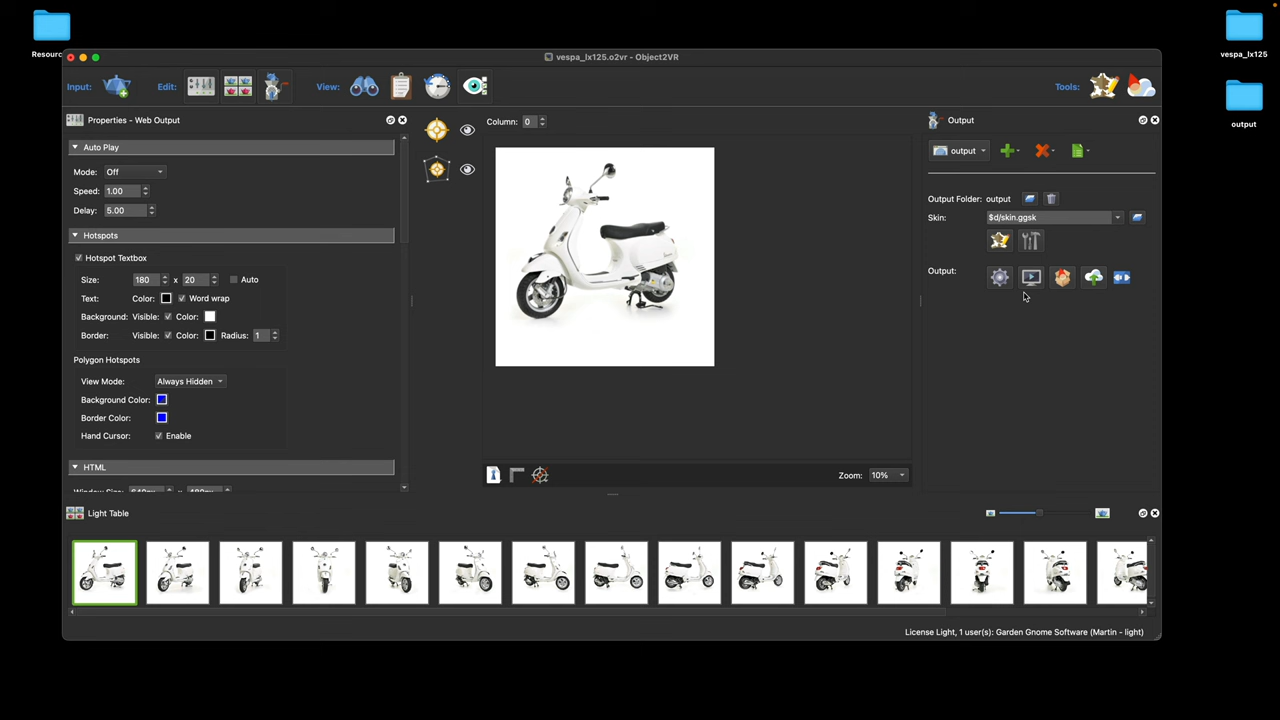 Resourc
vespa_lx125
output
vespa_lx125.o2vr - Object2VR
Input:
Edit:
View:
Tools:
Properties - Web Output
Column: 0
Output
Auto Play
output
Mode: Off
Speed: 1.00
Delay: 5.00
Output Folder: output
Skin: $d/skin.ggsk
Hotspots
Hotspot Textbox
Output:
Size: 180 x 20 Auto
Text: Color: Word wrap
Background: Visible: Color:
Border: Visible: Color: Radius: 1
Polygon Hotspots
View Mode: Always Hidden
Background Color:
Border Color:
Hand Cursor: Enable
HTML
Zoom: 10%
Window Size: 640px x 480px
Light Table
License Light, 1 user(s): Garden Gnome Software (Martin - light)